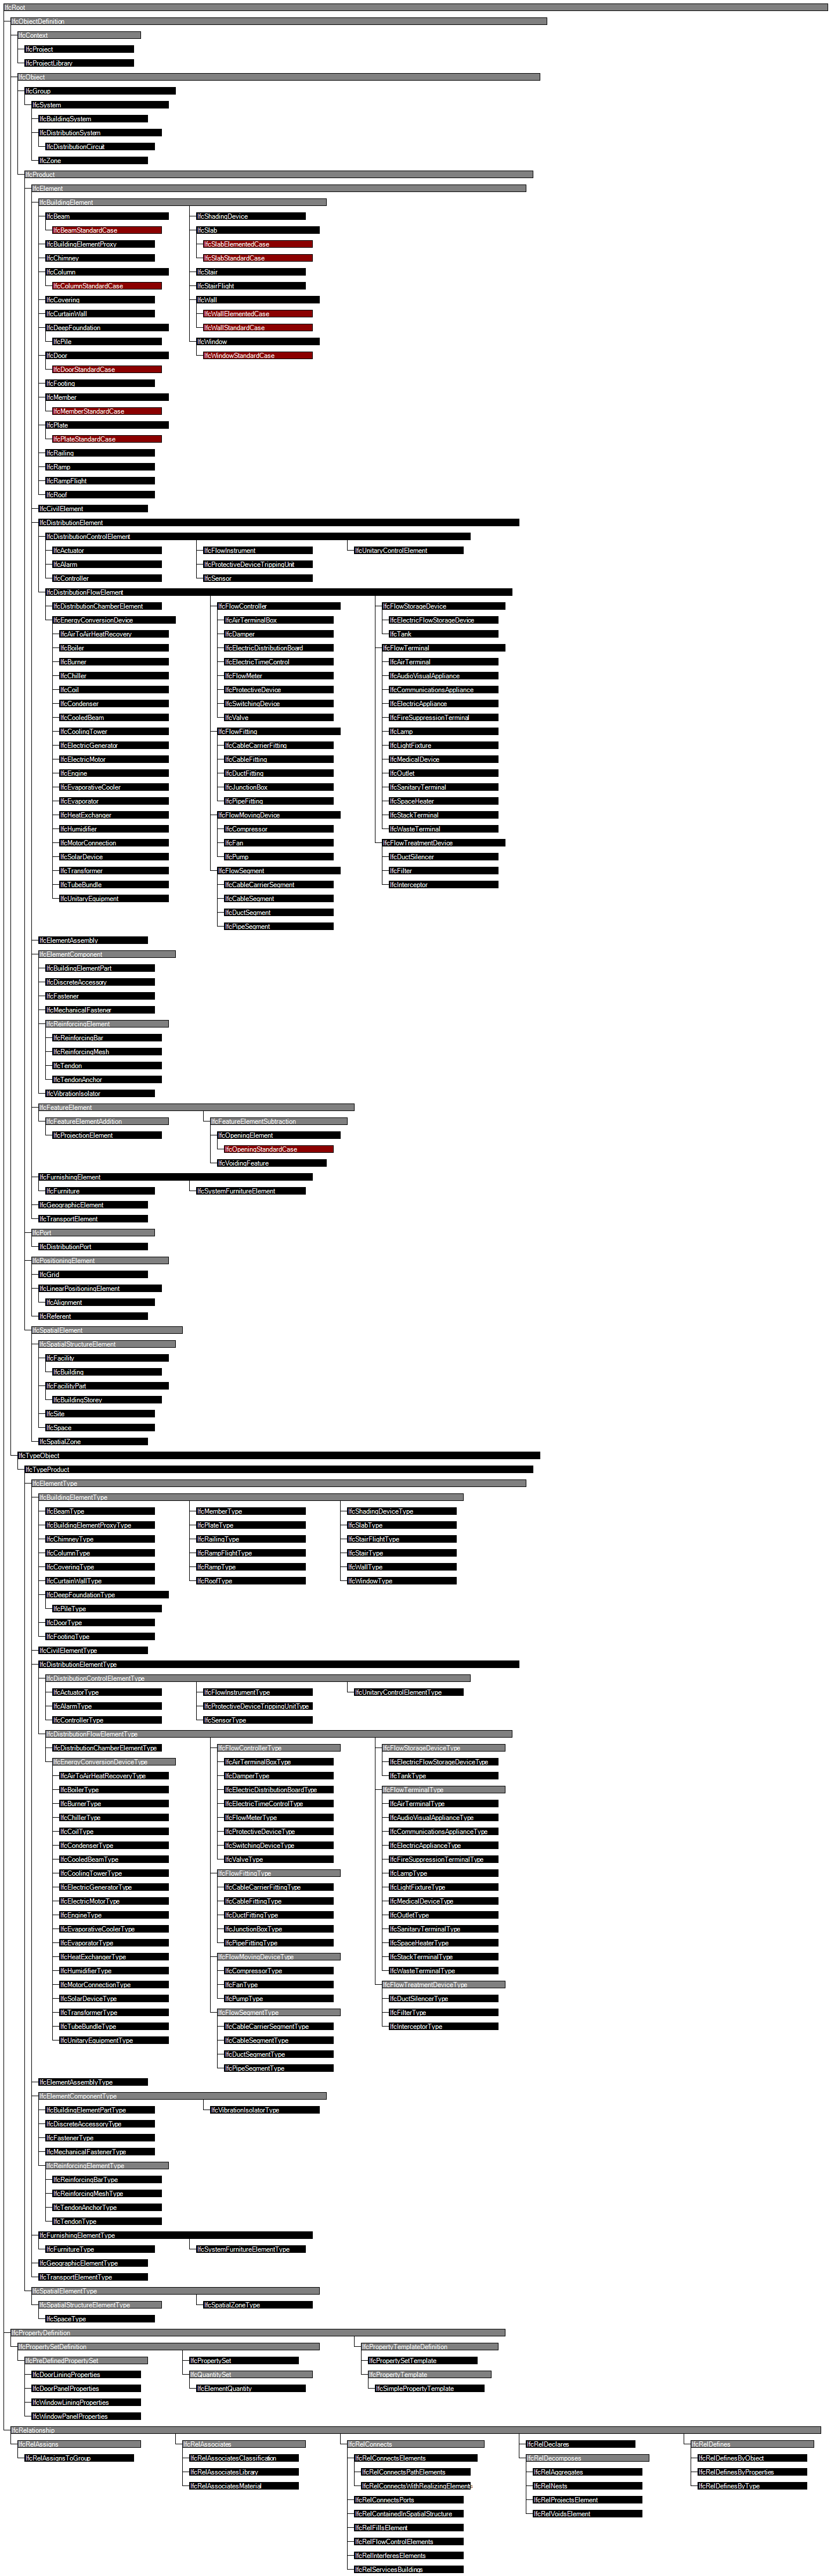 IfcRoot
IfcObjectDefinition
IfcContext
IfcProject
IfcProjectLibrary
IfcObject
IfcGroup
IfcSystem
IfcBuildingSystem
IfcDistributionSystem
IfcDistributionCircuit
IfcZone
IfcProduct
IfcElement
IfcBuildingElement
IfcBeam
IfcBeamStandardCase
IfcBuildingElementProxy
IfcChimney
IfcColumn
IfcColumnStandardCase
IfcCovering
IfcCurtainWall
IfcDeepFoundation
IfcPile
IfcDoor
IfcDoorStandardCase
IfcFooting
IfcMember
IfcMemberStandardCase
IfcPlate
IfcPlateStandardCase
IfcRailing
IfcRamp
IfcRampFlight
IfcRoof
IfcShadingDevice
IfcSlab
IfcSlabElementedCase
IfcSlabStandardCase
IfcStair
IfcStairFlight
IfcWall
IfcWallElementedCase
IfcWallStandardCase
IfcWindow
IfcWindowStandardCase
IfcCivilElement
IfcDistributionElement
IfcDistributionControlElement
IfcActuator
IfcAlarm
IfcController
IfcFlowInstrument
IfcProtectiveDeviceTrippingUnit
IfcSensor
IfcUnitaryControlElement
IfcDistributionFlowElement
IfcDistributionChamberElement
IfcEnergyConversionDevice
IfcAirToAirHeatRecovery
IfcBoiler
IfcBurner
IfcChiller
IfcCoil
IfcCondenser
IfcCooledBeam
IfcCoolingTower
IfcElectricGenerator
IfcElectricMotor
IfcEngine
IfcEvaporativeCooler
IfcEvaporator
IfcHeatExchanger
IfcHumidifier
IfcMotorConnection
IfcSolarDevice
IfcTransformer
IfcTubeBundle
IfcUnitaryEquipment
IfcFlowController
IfcAirTerminalBox
IfcDamper
IfcElectricDistributionBoard
IfcElectricTimeControl
IfcFlowMeter
IfcProtectiveDevice
IfcSwitchingDevice
IfcValve
IfcFlowFitting
IfcCableCarrierFitting
IfcCableFitting
IfcDuctFitting
IfcJunctionBox
IfcPipeFitting
IfcFlowMovingDevice
IfcCompressor
IfcFan
IfcPump
IfcFlowSegment
IfcCableCarrierSegment
IfcCableSegment
IfcDuctSegment
IfcPipeSegment
IfcFlowStorageDevice
IfcElectricFlowStorageDevice
IfcTank
IfcFlowTerminal
IfcAirTerminal
IfcAudioVisualAppliance
IfcCommunicationsAppliance
IfcElectricAppliance
IfcFireSuppressionTerminal
IfcLamp
IfcLightFixture
IfcMedicalDevice
IfcOutlet
IfcSanitaryTerminal
IfcSpaceHeater
IfcStackTerminal
IfcWasteTerminal
IfcFlowTreatmentDevice
IfcDuctSilencer
IfcFilter
IfcInterceptor
IfcElementAssembly
IfcElementComponent
IfcBuildingElementPart
IfcDiscreteAccessory
IfcFastener
IfcMechanicalFastener
IfcReinforcingElement
IfcReinforcingBar
IfcReinforcingMesh
IfcTendon
IfcTendonAnchor
IfcVibrationIsolator
IfcFeatureElement
IfcFeatureElementAddition
IfcProjectionElement
IfcFeatureElementSubtraction
IfcOpeningElement
IfcOpeningStandardCase
IfcVoidingFeature
IfcFurnishingElement
IfcFurniture
IfcSystemFurnitureElement
IfcGeographicElement
IfcTransportElement
IfcPort
IfcDistributionPort
IfcPositioningElement
IfcGrid
IfcLinearPositioningElement
IfcAlignment
IfcReferent
IfcSpatialElement
IfcSpatialStructureElement
IfcFacility
IfcBuilding
IfcFacilityPart
IfcBuildingStorey
IfcSite
IfcSpace
IfcSpatialZone
IfcTypeObject
IfcTypeProduct
IfcElementType
IfcBuildingElementType
IfcBeamType
IfcBuildingElementProxyType
IfcChimneyType
IfcColumnType
IfcCoveringType
IfcCurtainWallType
IfcDeepFoundationType
IfcPileType
IfcDoorType
IfcFootingType
IfcMemberType
IfcPlateType
IfcRailingType
IfcRampFlightType
IfcRampType
IfcRoofType
IfcShadingDeviceType
IfcSlabType
IfcStairFlightType
IfcStairType
IfcWallType
IfcWindowType
IfcCivilElementType
IfcDistributionElementType
IfcDistributionControlElementType
IfcActuatorType
IfcAlarmType
IfcControllerType
IfcFlowInstrumentType
IfcProtectiveDeviceTrippingUnitType
IfcSensorType
IfcUnitaryControlElementType
IfcDistributionFlowElementType
IfcDistributionChamberElementType
IfcEnergyConversionDeviceType
IfcAirToAirHeatRecoveryType
IfcBoilerType
IfcBurnerType
IfcChillerType
IfcCoilType
IfcCondenserType
IfcCooledBeamType
IfcCoolingTowerType
IfcElectricGeneratorType
IfcElectricMotorType
IfcEngineType
IfcEvaporativeCoolerType
IfcEvaporatorType
IfcHeatExchangerType
IfcHumidifierType
IfcMotorConnectionType
IfcSolarDeviceType
IfcTransformerType
IfcTubeBundleType
IfcUnitaryEquipmentType
IfcFlowControllerType
IfcAirTerminalBoxType
IfcDamperType
IfcElectricDistributionBoardType
IfcElectricTimeControlType
IfcFlowMeterType
IfcProtectiveDeviceType
IfcSwitchingDeviceType
IfcValveType
IfcFlowFittingType
IfcCableCarrierFittingType
IfcCableFittingType
IfcDuctFittingType
IfcJunctionBoxType
IfcPipeFittingType
IfcFlowMovingDeviceType
IfcCompressorType
IfcFanType
IfcPumpType
IfcFlowSegmentType
IfcCableCarrierSegmentType
IfcCableSegmentType
IfcDuctSegmentType
IfcPipeSegmentType
IfcFlowStorageDeviceType
IfcElectricFlowStorageDeviceType
IfcTankType
IfcFlowTerminalType
IfcAirTerminalType
IfcAudioVisualApplianceType
IfcCommunicationsApplianceType
IfcElectricApplianceType
IfcFireSuppressionTerminalType
IfcLampType
IfcLightFixtureType
IfcMedicalDeviceType
IfcOutletType
IfcSanitaryTerminalType
IfcSpaceHeaterType
IfcStackTerminalType
IfcWasteTerminalType
IfcFlowTreatmentDeviceType
IfcDuctSilencerType
IfcFilterType
IfcInterceptorType
IfcElementAssemblyType
IfcElementComponentType
IfcBuildingElementPartType
IfcDiscreteAccessoryType
IfcFastenerType
IfcMechanicalFastenerType
IfcReinforcingElementType
IfcReinforcingBarType
IfcReinforcingMeshType
IfcTendonAnchorType
IfcTendonType
IfcVibrationIsolatorType
IfcFurnishingElementType
IfcFurnitureType
IfcSystemFurnitureElementType
IfcGeographicElementType
IfcTransportElementType
IfcSpatialElementType
IfcSpatialStructureElementType
IfcSpaceType
IfcSpatialZoneType
IfcPropertyDefinition
IfcPropertySetDefinition
IfcPreDefinedPropertySet
IfcDoorLiningProperties
IfcDoorPanelProperties
IfcWindowLiningProperties
IfcWindowPanelProperties
IfcPropertySet
IfcQuantitySet
IfcElementQuantity
IfcPropertyTemplateDefinition
IfcPropertySetTemplate
IfcPropertyTemplate
IfcSimplePropertyTemplate
IfcRelationship
IfcRelAssigns
IfcRelAssignsToGroup
IfcRelAssociates
IfcRelAssociatesClassification
IfcRelAssociatesLibrary
IfcRelAssociatesMaterial
IfcRelConnects
IfcRelConnectsElements
IfcRelConnectsPathElements
IfcRelConnectsWithRealizingElements
IfcRelConnectsPorts
IfcRelContainedInSpatialStructure
IfcRelFillsElement
IfcRelFlowControlElements
IfcRelInterferesElements
IfcRelServicesBuildings
IfcRelDeclares
IfcRelDecomposes
IfcRelAggregates
IfcRelNests
IfcRelProjectsElement
IfcRelVoidsElement
IfcRelDefines
IfcRelDefinesByObject
IfcRelDefinesByProperties
IfcRelDefinesByType